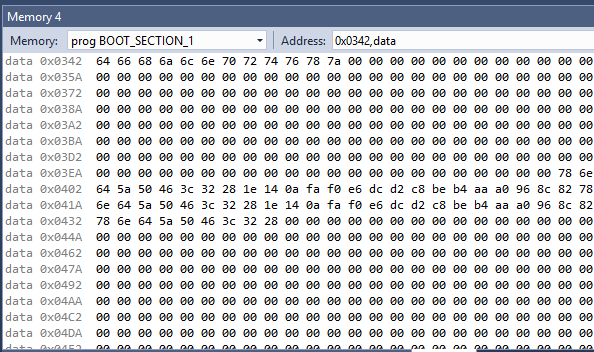 Memory 4
Memory: prog BOOT_SECTION_1 Address: 0x0342,data
data 0x0342 64 66 68 6a 6c 6e 70 72 74 76 78 7a 00 00 00 00 00 00 00 00 00 00 00 00
data 0x035A 00 00 00 00 00 00 00 00 00 00 00 00 00 00 00 00 00 00 00 00 00 00 00 00
data 0x0372 00 00 00 00 00 00 00 00 00 00 00 00 00 00 00 00 00 00 00 00 00 00 00 00
data 0x038A 00 00 00 00 00 00 00 00 00 00 00 00 00 00 00 00 00 00 00 00 00 00 00 00
data 0x03A2 00 00 00 00 00 00 00 00 00 00 00 00 00 00 00 00 00 00 00 00 00 00 00 00
data 0x03BA 00 00 00 00 00 00 00 00 00 00 00 00 00 00 00 00 00 00 00 00 00 00 00 00
data 0x03D2 00 00 00 00 00 00 00 00 00 00 00 00 00 00 00 00 00 00 00 00 00 00 00 00
data 0x03EA 00 00 00 00 00 00 00 00 00 00 00 00 00 00 00 00 00 00 00 00 00 00 78 6e
data 0x0402 64 5a 50 46 3c 32 28 1e 14 0a fa f0 e6 dc d2 c8 be b4 aa a0 96 8c 82 78
data 0x041A 6e 64 5a 50 46 3c 32 28 1e 14 0a fa f0 e6 dc d2 c8 be b4 aa a0 96 8c 82
data 0x0432 78 6e 64 5a 50 46 3c 32 28 00 00 00 00 00 00 00 00 00 00 00 00 00 00 00
data 0x044A 00 00 00 00 00 00 00 00 00 00 00 00 00 00 00 00 00 00 00 00 00 00 00 00
data 0x0462 00 00 00 00 00 00 00 00 00 00 00 00 00 00 00 00 00 00 00 00 00 00 00 00
data 0x047A 00 00 00 00 00 00 00 00 00 00 00 00 00 00 00 00 00 00 00 00 00 00 00 00
data 0x0492 00 00 00 00 00 00 00 00 00 00 00 00 00 00 00 00 00 00 00 00 00 00 00 00
data 0x04AA 00 00 00 00 00 00 00 00 00 00 00 00 00 00 00 00 00 00 00 00 00 00 00 00
data 0x04C2 00 00 00 00 00 00 00 00 00 00 00 00 00 00 00 00 00 00 00 00 00 00 00 00
data 0x04DA 00 00 00 00 00 00 00 00 00 00 00 00 00 00 00 00 00 00 00 00 00 00 00 00